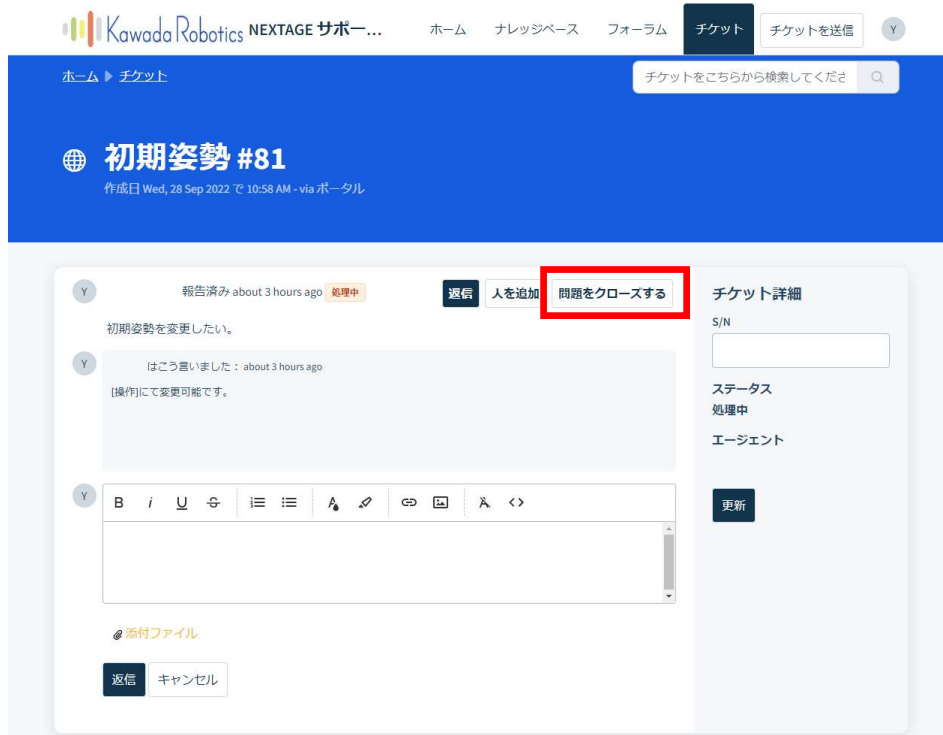 Kawada Robotics NEXTAGE サポー... ホーム ナレッジベース フォーラム チケット チケットを送信 Y
ホーム ▶ チケット チケットをこちらから検索してくださ
初期姿勢 #81
作成日 Wed, 28 Sep 2022 で 10:58 AM - via ポータル
Y 報告済み about 3 hours ago 処理中 返信 人を追加 問題をクローズする
初期姿勢を変更したい。
Y はこう言いました： about 3 hours ago
[操作]にて変更可能です。
Y B i U S A
添付ファイル
返信 キャンセル
チケット詳細
S/N
ステータス
処理中
エージェント
更新